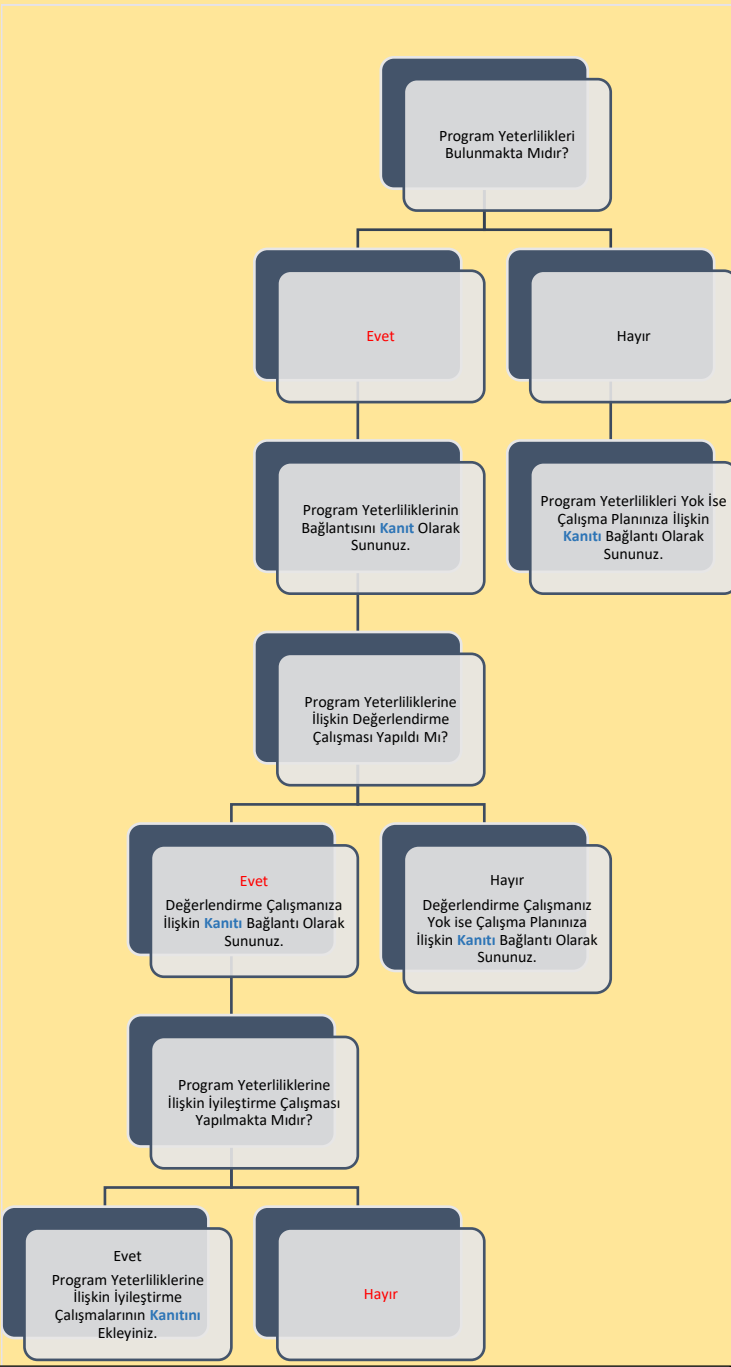 Program Yeterlilikleri
Bulunmakta Mıdır?
Evet
Hayır
Program Yeterliliklerinin
Bağlantısını Kanıt Olarak
Sununuz.
Program Yeterlilikleri Yok İse
Çalışma Planınıza İlişkin
Kanıtı Bağlantı Olarak
Sununuz.
Program Yeterliliklerine
İlişkin Değerlendirme
Çalışması Yapıldı Mı?
Evet
Değerlendirme Çalışmanıza
İlişkin Kanıtı Bağlantı Olarak
Sununuz.
Hayır
Değerlendirme Çalışmanız
Yok ise Çalışma Planınıza
İlişkin Kanıtı Bağlantı Olarak
Sununuz.
Program Yeterliliklerine
İlişkin İyileştirme Çalışması
Yapılmakta Mıdır?
Evet
Program Yeterliliklerine
İlişkin İyileştirme
Çalışmalarının Kanıtını
Ekleyiniz.
Hayır